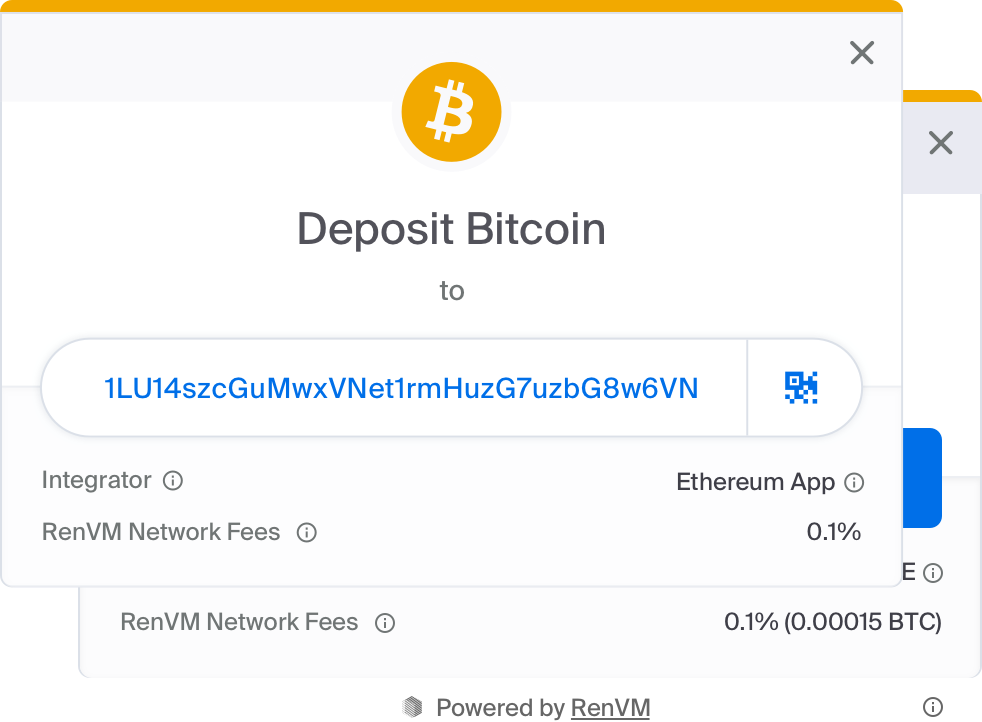 Deposit Bitcoin
to
1LU14szcGuMwxVNet1rmHuzG7uzbG8w6VN
Integrator Ethereum App
RenVM Network Fees 0.1%
E
RenVM Network Fees 0.1% (0.00015 BTC)
Powered by RenVM